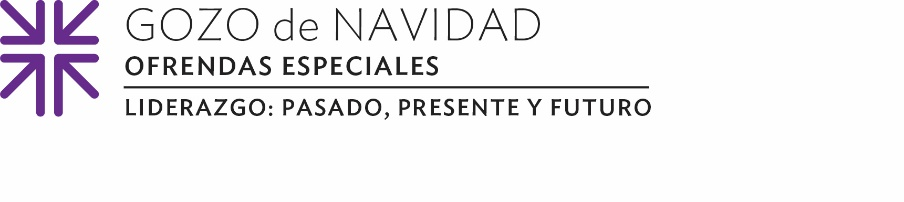 GOZO de NAVIDAD
OFRENDAS ESPECIALES
LIDERAZGO: PASADO, PRESENTE Y FUTURO